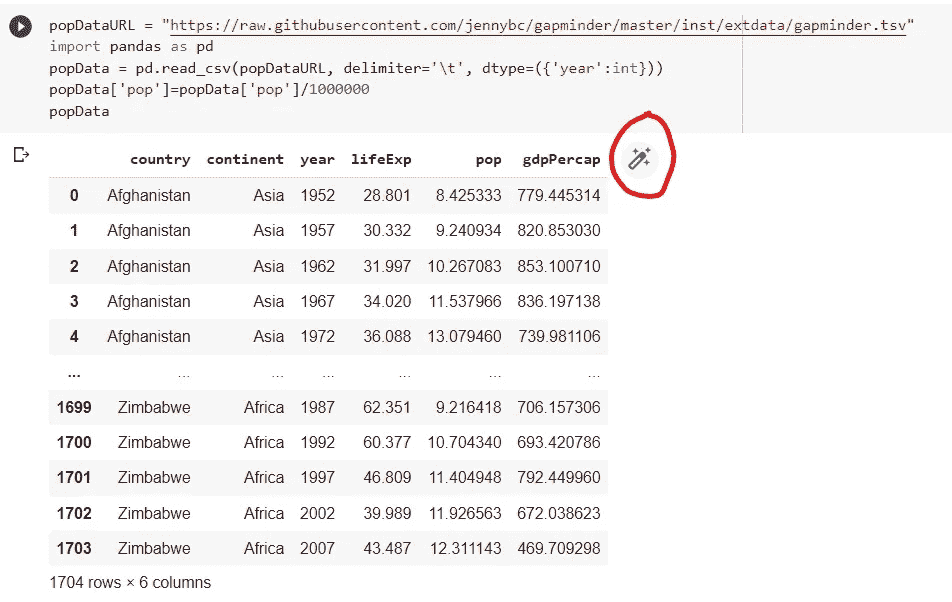 popDataURL = "https://raw.githubusercontent.com/jennybc/gapminder/master/inst/extdata/gapminder.tsv"
import pandas as pd
popData = pd.read_csv(popDataURL, delimiter='\t', dtype=({'year':int}))
popData['pop']=popData['pop']/1000000
popData
country continent year lifeExp pop gdpPercap
0 Afghanistan Asia 1952 28.801 8.425333 779.445314
1 Afghanistan Asia 1957 30.332 9.240934 820.853030
2 Afghanistan Asia 1962 31.997 10.267083 853.100710
3 Afghanistan Asia 1967 34.020 11.537966 836.197138
4 Afghanistan Asia 1972 36.088 13.079460 739.981106
... ... ... ... ... ... ...
1699 Zimbabwe Africa 1987 62.351 9.216418 706.157306
1700 Zimbabwe Africa 1992 60.377 10.704340 693.420786
1701 Zimbabwe Africa 1997 46.809 11.404948 792.449960
1702 Zimbabwe Africa 2002 39.989 11.926563 672.038623
1703 Zimbabwe Africa 2007 43.487 12.311143 469.709298
1704 rows × 6 columns